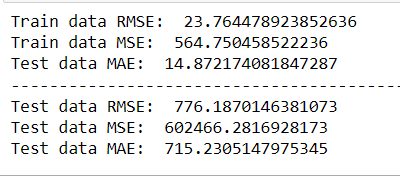 Train data RMSE:  23.764478923852636
Train data MSE:  564.750458522236
Test data MAE:  14.872174081847287
-----------------------------------------
Test data RMSE:  776.1870146381073
Test data MSE:  602466.2816928173
Test data MAE:  715.2305147975345